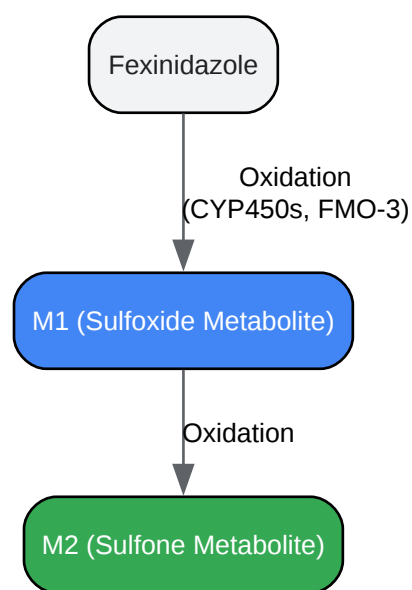 Fexinidazole
Oxidation
(CYP450s, FMO-3)
M1 (Sulfoxide Metabolite)
Oxidation
M2 (Sulfone Metabolite)